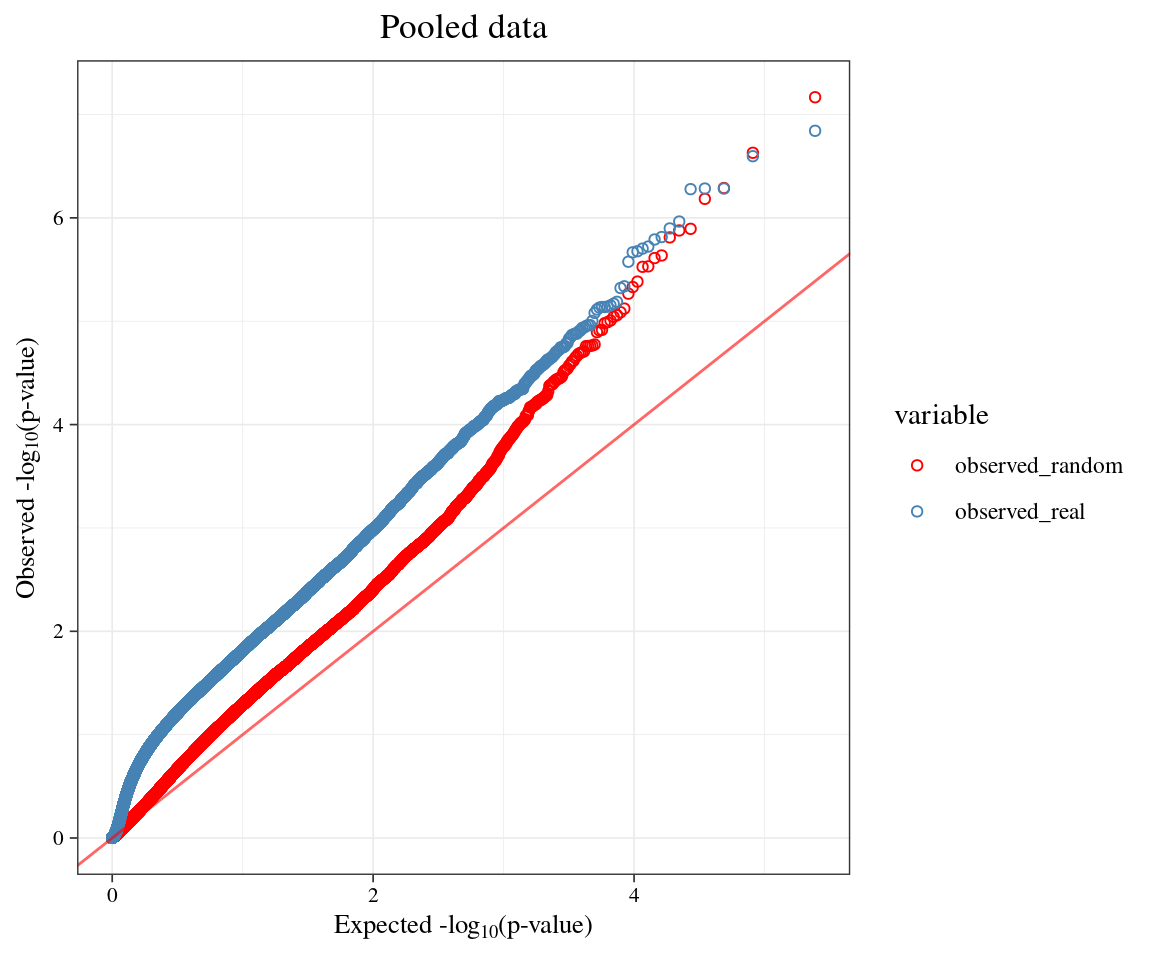 Pooled data
Observed -log10(p-value)
6
4
2
0
0 2 4
Expected -log10(p-value)
variable
observed_random
observed_real